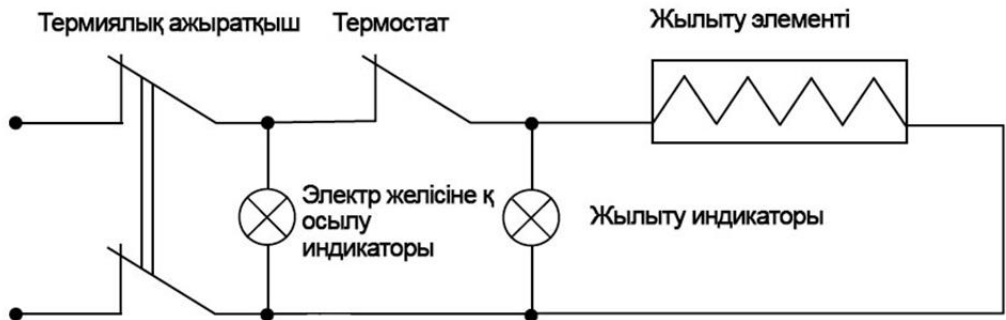 Термиялық ажыратқыш
Термостат
Жылыту элементі
Электр желісіне қ
осылу
индикаторы
Жылыту индикаторы